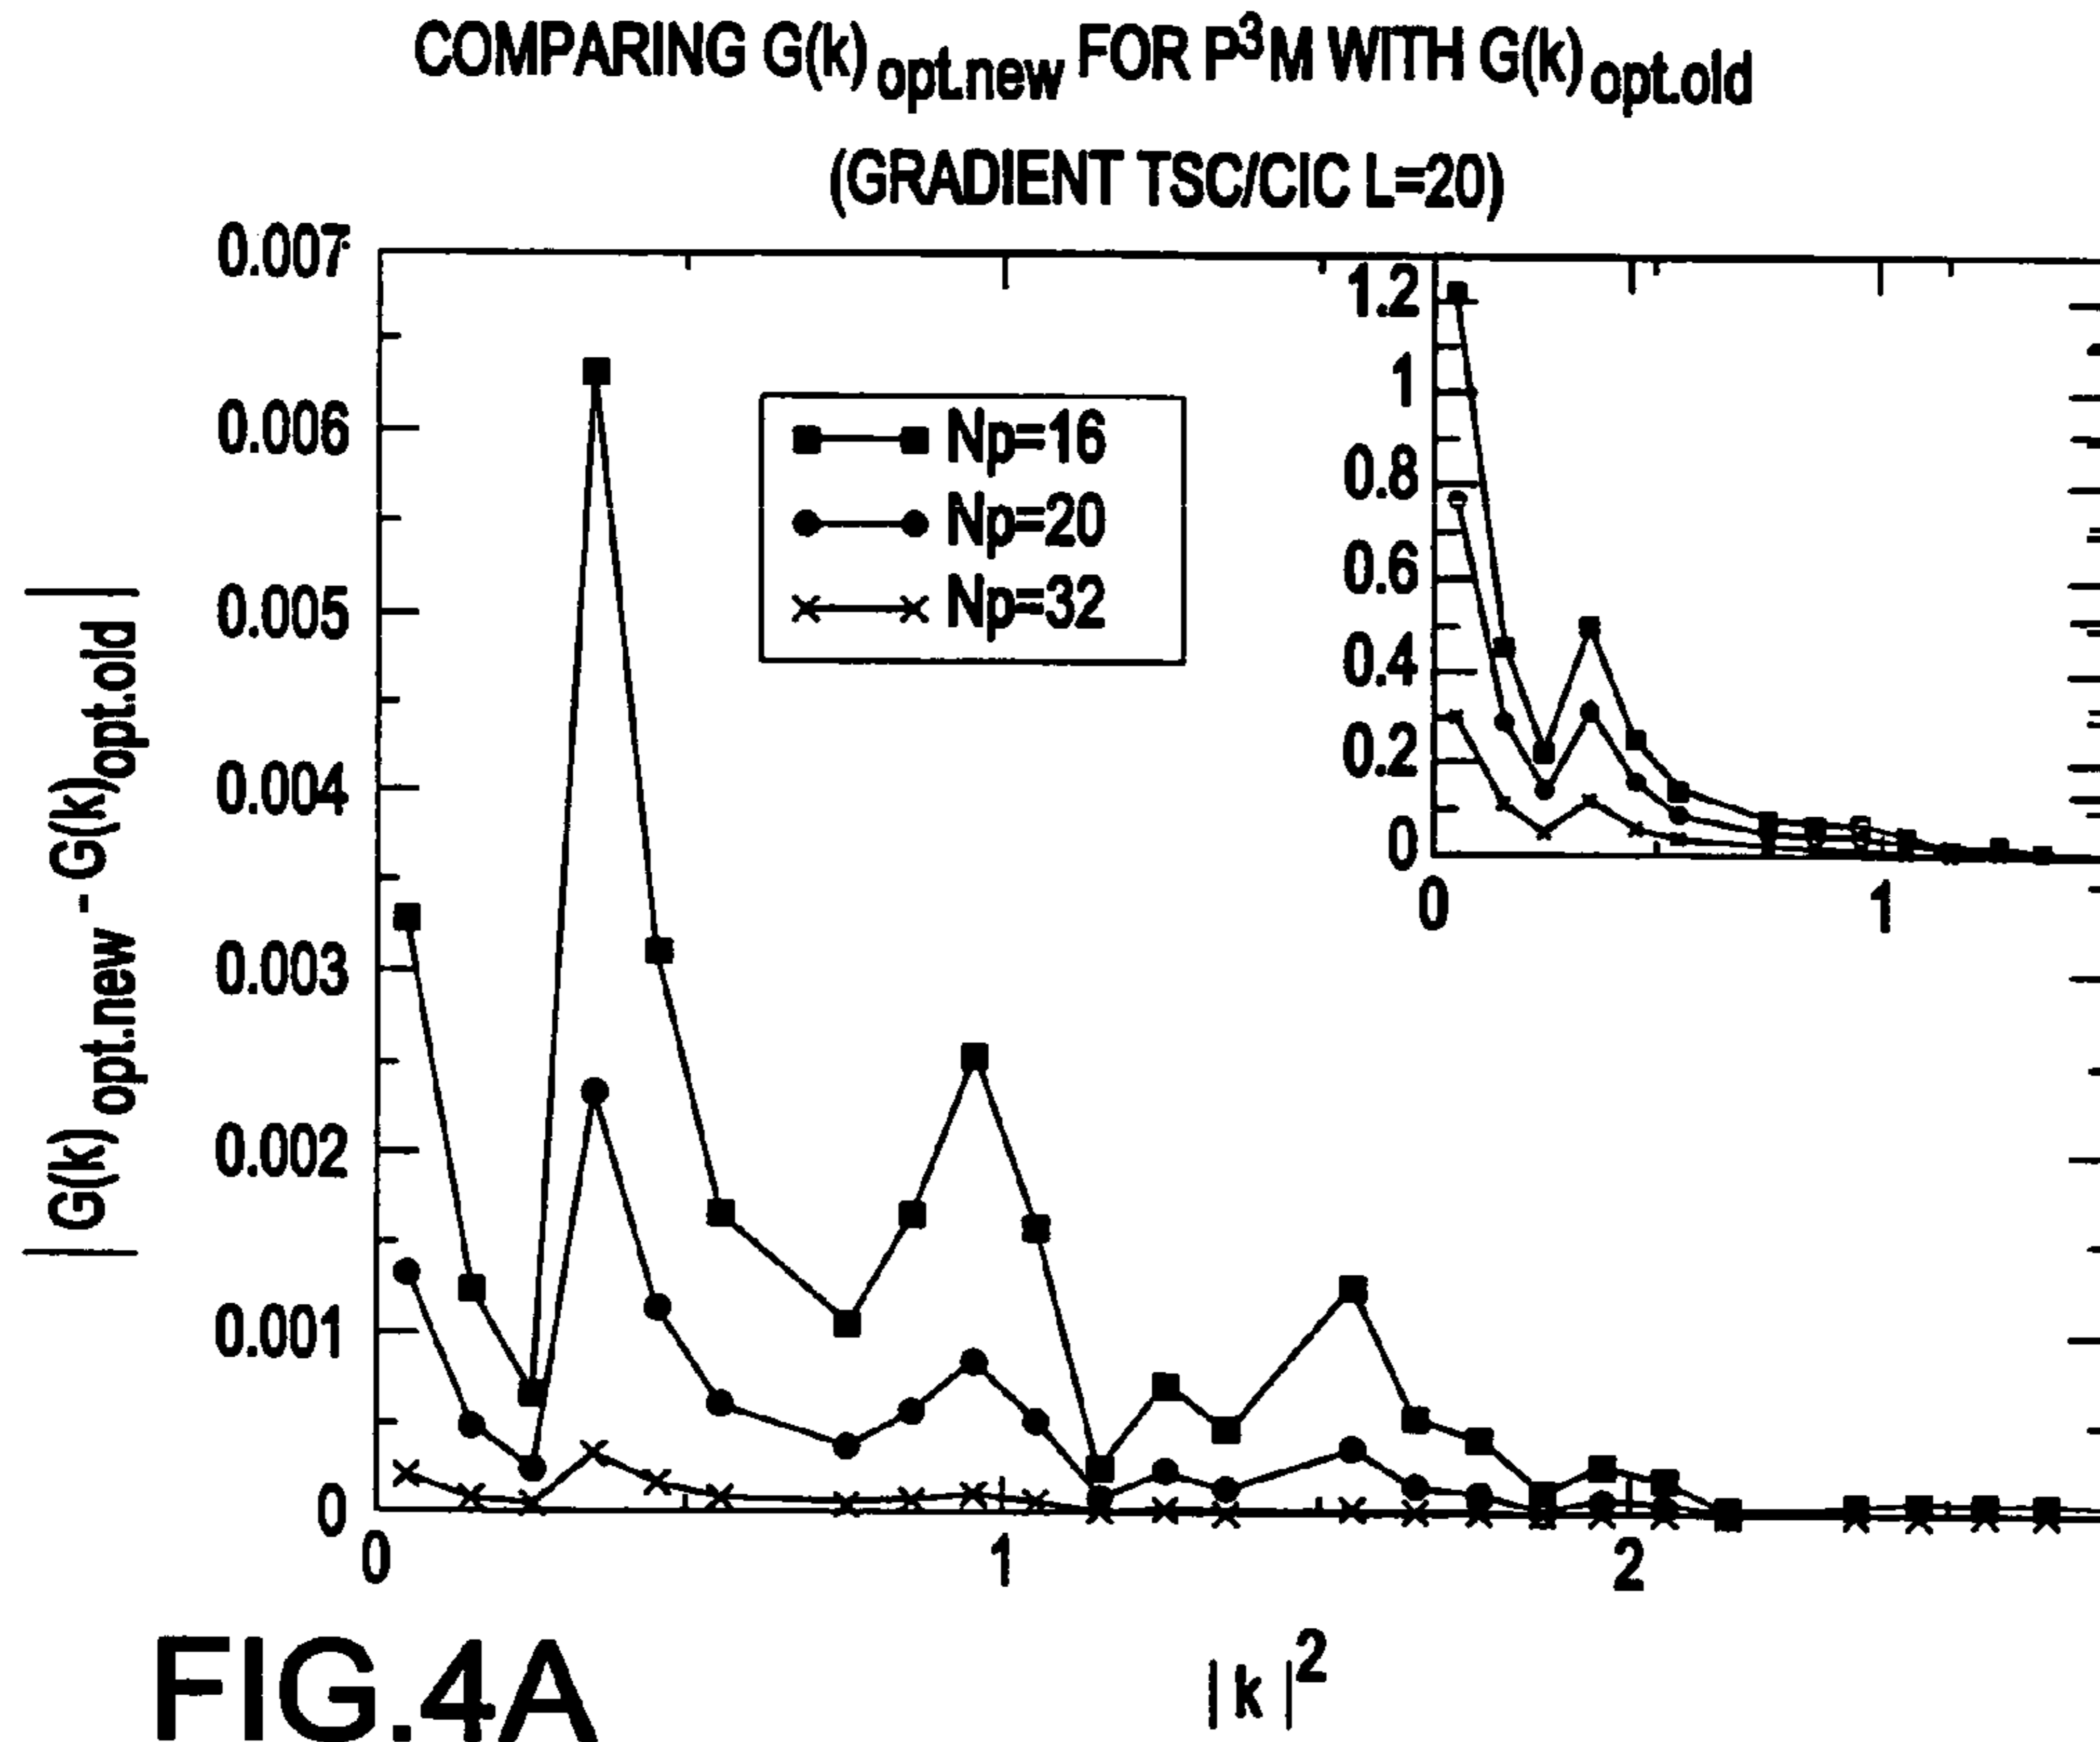 COMPARING G(k)opt.new FOR P³M WITH G(k)opt.old
(GRADIENT TSC/CIC L=20)
0.007
0.006
0.005
0.004
0.003
0.002
0.001
0
|G(k)opt.new - G(k)opt.old|
Np=16
Np=20
Np=32
1.2
1
0.8
0.6
0.4
0.2
0
0
1
0
1
2
|k|²
FIG.4A